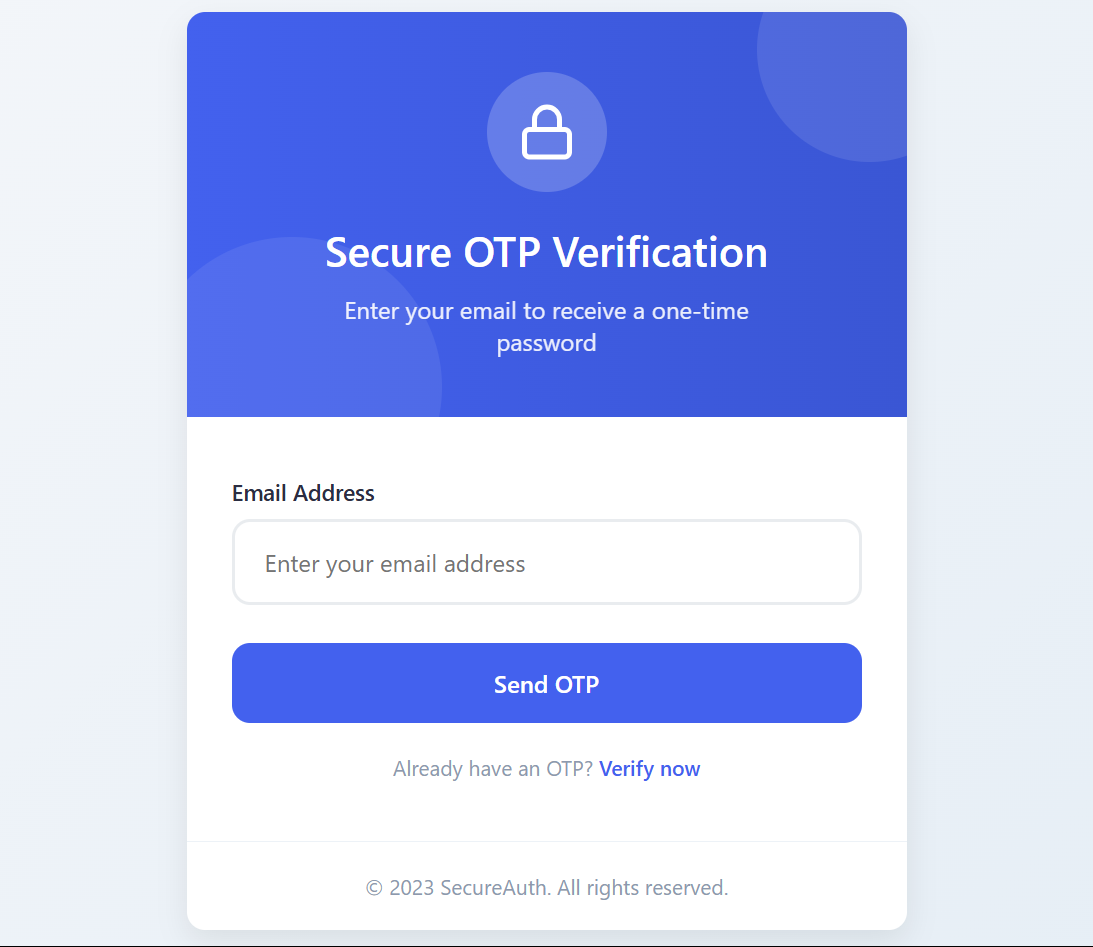 Secure OTP Verification
Enter your email to receive a one-time
password
Email Address
Enter your email address
Send OTP
Already have an OTP? Verify now
© 2023 SecureAuth. All rights reserved.